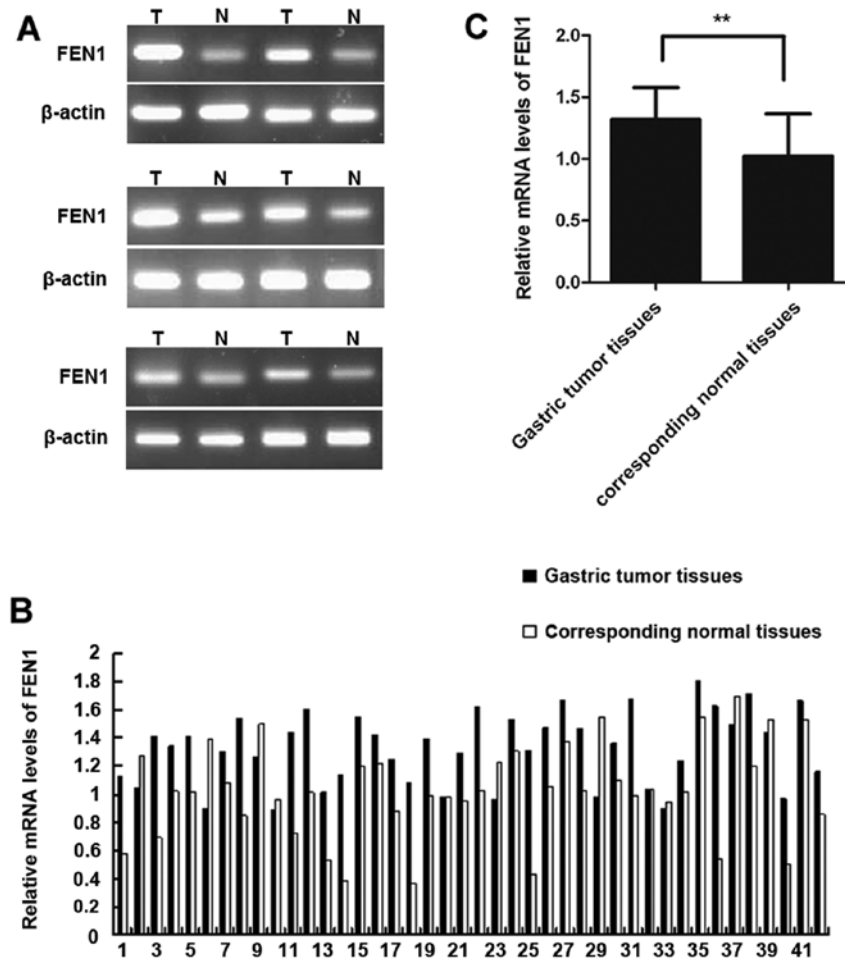 A
T N T N
FEN1
β-actin
T N T N
FEN1
β-actin
T N T N
FEN1
β-actin
C
**
Relative mRNA levels of FEN1
2.0
1.5
1.0
0.5
0.0
Gastric tumor tissues
corresponding normal tissues
B
Gastric tumor tissues
Corresponding normal tissues
Relative mRNA levels of FEN1
2
1.8
1.6
1.4
1.2
1
0.8
0.6
0.4
0.2
0
1 3 5 7 9 11 13 15 17 19 21 23 25 27 29 31 33 35 37 39 41